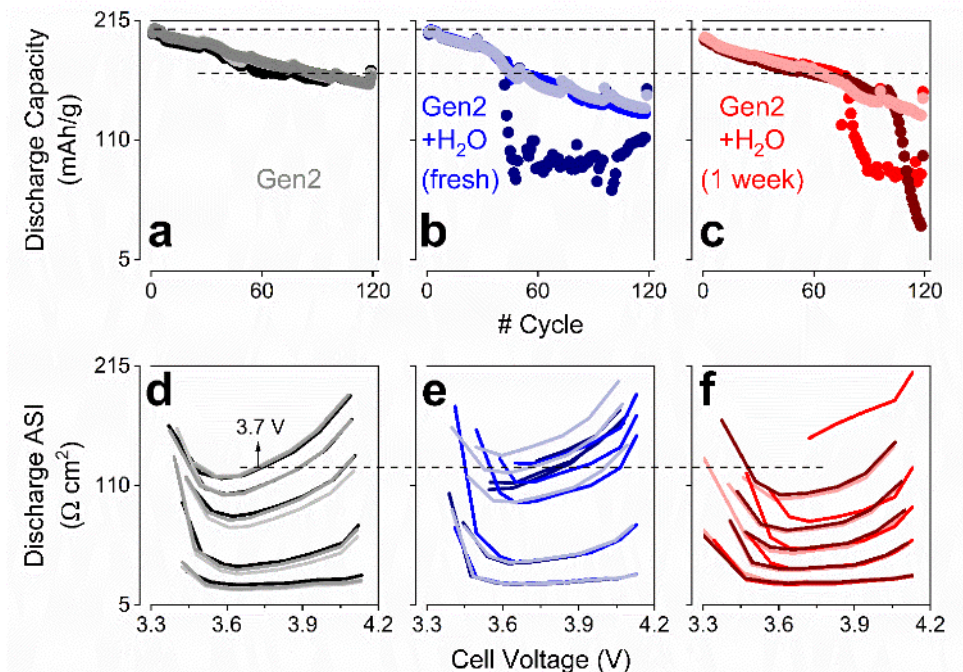 215
110
5
Discharge Capacity
(mAh/g)
Gen2
a
0
60
120
Gen2
+H₂O
(fresh)
b
0
60
120
Gen2
+H₂O
(1 week)
c
0
60
120
# Cycle
215
110
5
Discharge ASI
(Ω cm²)
d
3.7 V
3.3
3.6
3.9
4.2
e
3.3
3.6
3.9
4.2
f
3.3
3.6
3.9
4.2
Cell Voltage (V)